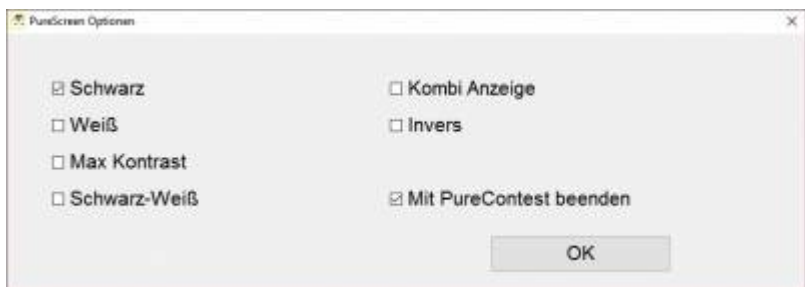 PureScreen Optionen
Schwarz
Kombi Anzeige
Weiß
Invers
Max Kontrast
Schwarz-Weiß
Mit PureContest beenden
OK